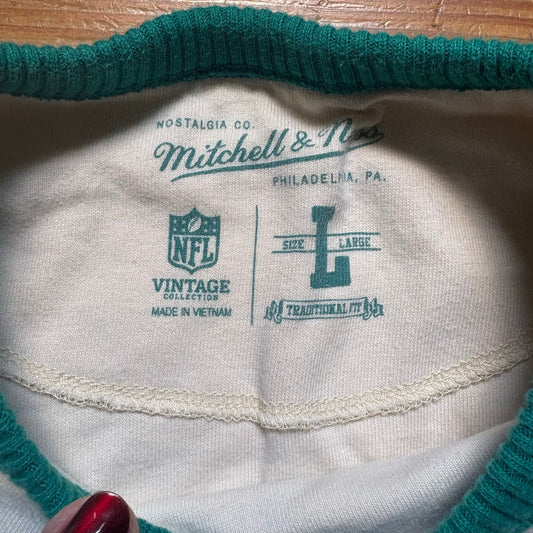 NOSTALGIA CO.
Mitchell & Ness
PHILADELPHIA, PA.
NFL
VINTAGE
COLLECTION
MADE IN VIETNAM
SIZE L LARGE
TRADITIONAL FIT